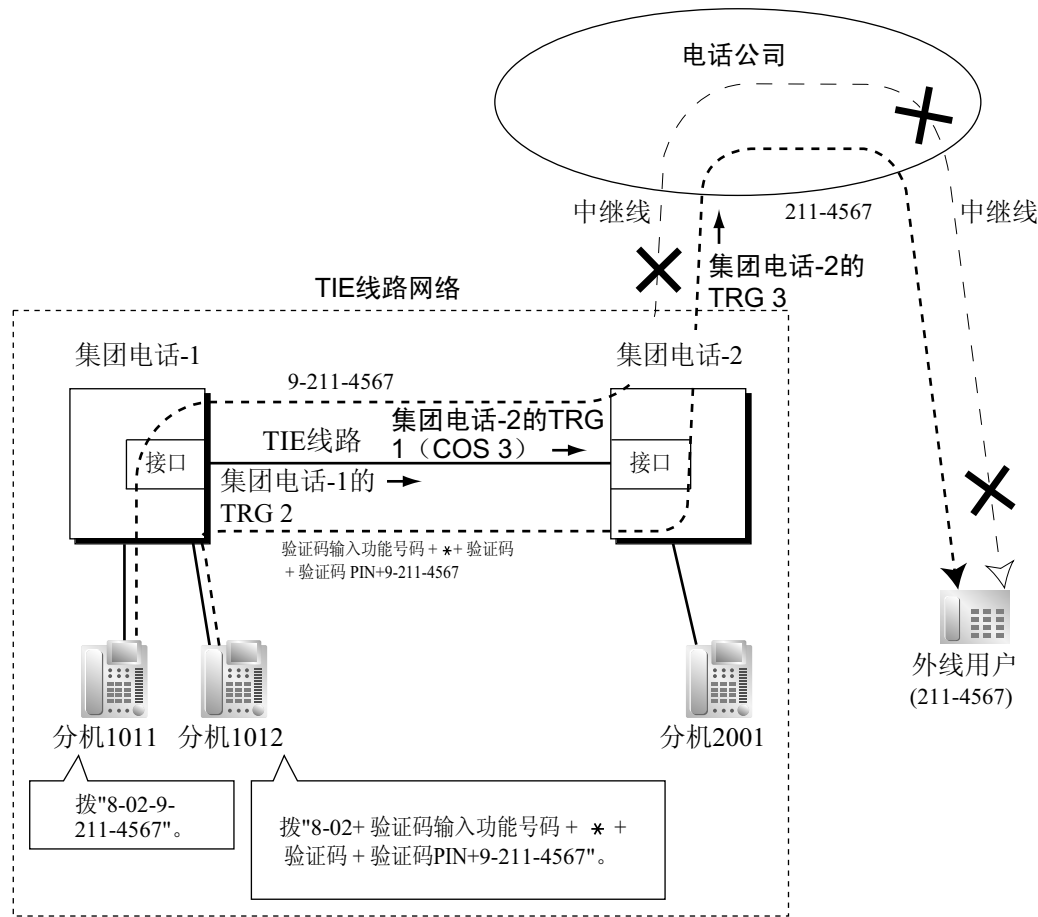 电话公司
中继线
211-4567
中继线
集团电话-2的
TRG 3
TIE线路网络
集团电话-1
集团电话-2
9-211-4567
集团电话-2的TRG
1（COS 3）
TIE线路
接口
接口
集团电话-1的
TRG 2
验证码输入功能号码 + *+ 验证码
+ 验证码 PIN+9-211-4567
外线用户
(211-4567)
分机1011
分机1012
分机2001
拨"8-02-9-
211-4567"。
拨"8-02+ 验证码输入功能号码 + * +
验证码 + 验证码PIN+9-211-4567"。